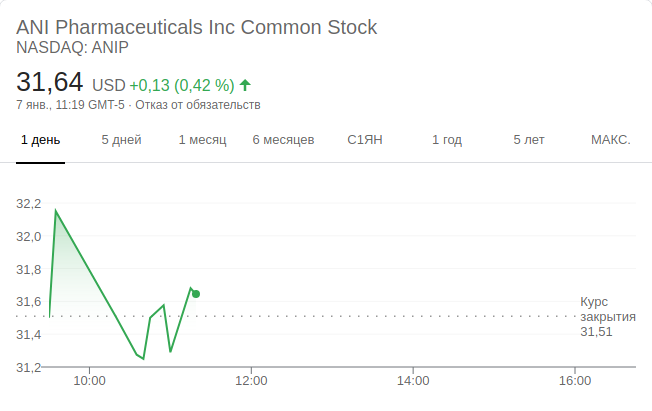 ANI Pharmaceuticals Inc Common Stock
NASDAQ: ANIP
31,64 USD +0,13 (0,42 %)
7 янв., 11:19 GMT-5 · Отказ от обязательств
1 день 5 дней 1 месяц 6 месяцев С1ЯН 1 год 5 лет МАКС.
32,2
32,0
31,8
31,6
31,4
31,2
Курс
закрытия
31,51
10:00 12:00 14:00 16:00